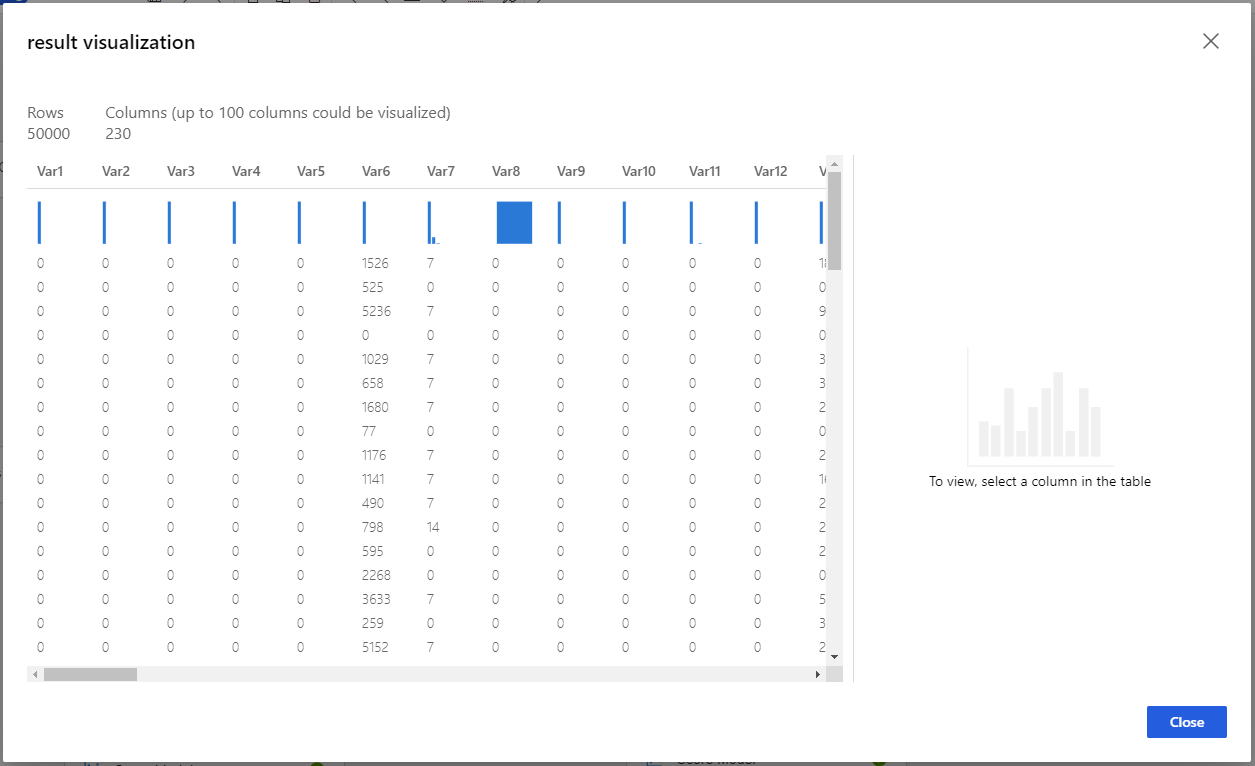 result visualization
Rows Columns (up to 100 columns could be visualized)
50000 230
Var1 Var2 Var3 Var4 Var5 Var6 Var7 Var8 Var9 Var10 Var11 Var12
0 0 0 0 0 1526 7 0 0 0 0 0
0 0 0 0 0 525 0 0 0 0 0 0 0
0 0 0 0 0 5236 7 0 0 0 0 0 9
0 0 0 0 0 0 0 0 0 0 0 0 0
0 0 0 0 0 1029 7 0 0 0 0 0 3
0 0 0 0 0 658 7 0 0 0 0 0 3
0 0 0 0 0 1680 7 0 0 0 0 0 2
0 0 0 0 0 77 0 0 0 0 0 0 0
0 0 0 0 0 1176 7 0 0 0 0 0 2
0 0 0 0 0 1141 7 0 0 0 0 0
0 0 0 0 0 490 7 0 0 0 0 0 2
0 0 0 0 0 798 14 0 0 0 0 0 2
0 0 0 0 0 595 0 0 0 0 0 0 2
0 0 0 0 0 2268 0 0 0 0 0 0 0
0 0 0 0 0 3633 7 0 0 0 0 0 5
0 0 0 0 0 259 0 0 0 0 0 0 3
0 0 0 0 0 5152 7 0 0 0 0 0 2
To view, select a column in the table
Close